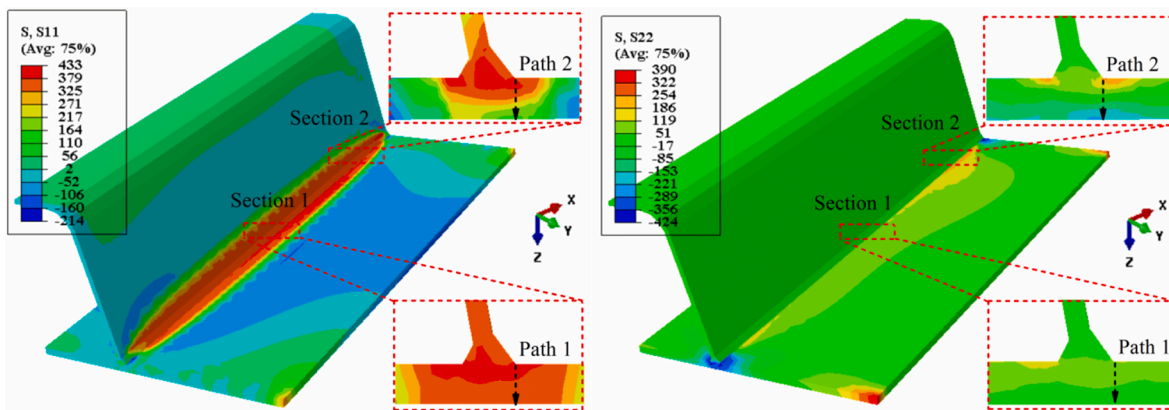 S, S11
(Avg: 75%)
433
379
325
271
217
164
110
56
2
-52
-106
-160
-214
Path 2
Section 2
Section 1
X
Y
Z
Path 1
S, S22
(Avg: 75%)
390
322
254
186
119
51
-17
-85
-153
-221
-289
-356
-424
Path 2
Section 2
Section 1
X
Y
Z
Path 1